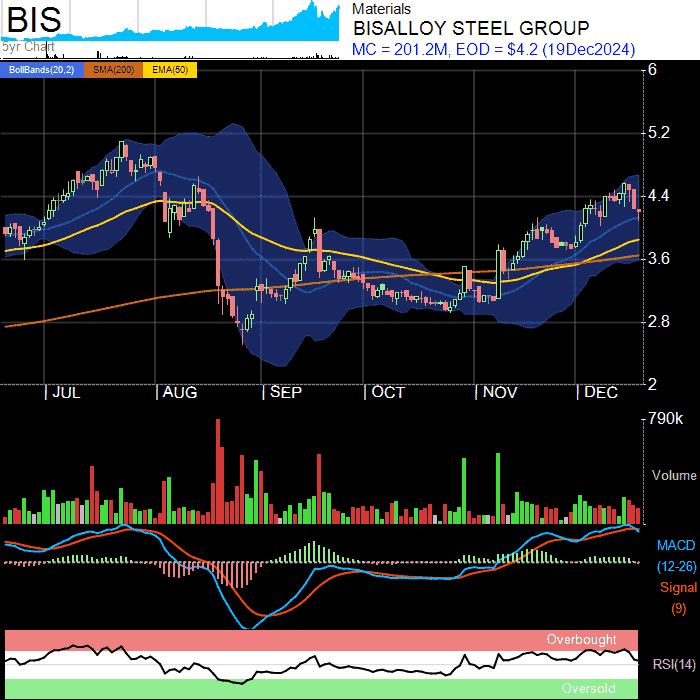 BIS
5yr Chart
Materials
BISALLOY STEEL GROUP
MC = 201.2M, EOD = $4.2 (19Dec2024)
BollBands(20,2) SMA(200) EMA(50)
6
5.2
4.4
3.6
2.8
2
JUL AUG SEP OCT NOV DEC
790k
Volume
MACD
(12-26)
Signal
(9)
Overbought
RSI(14)
Oversold